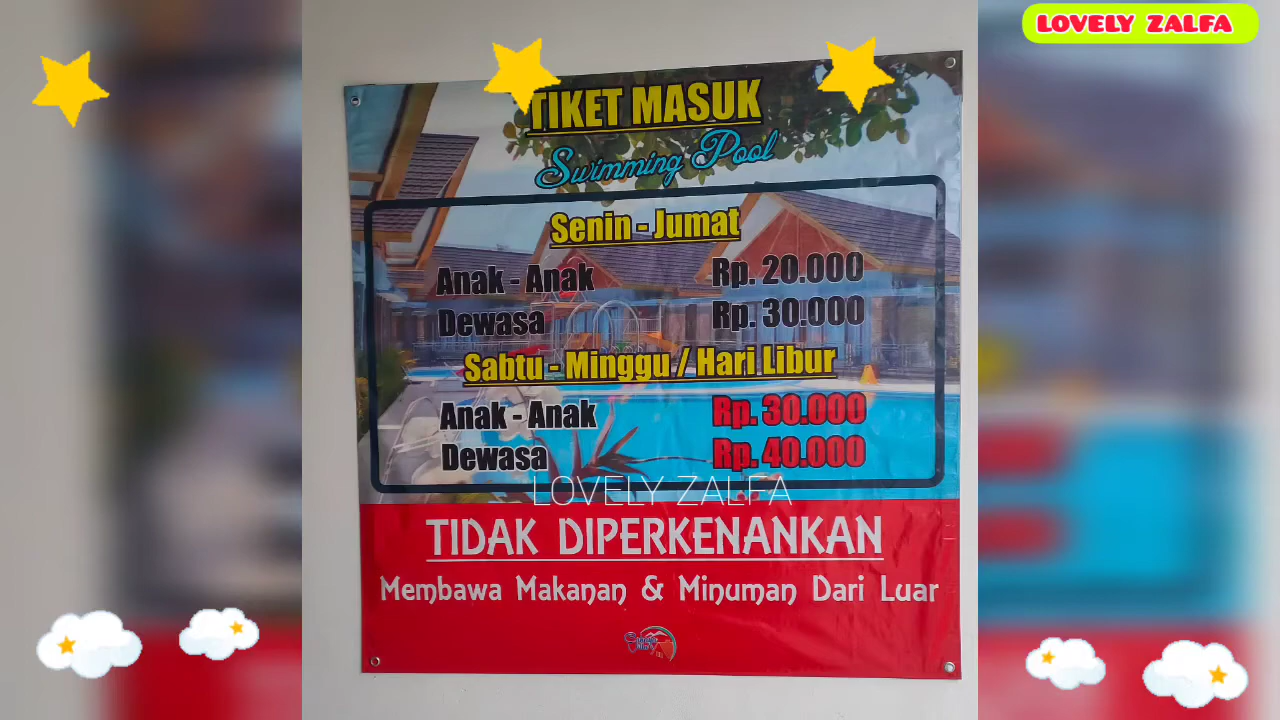 LOVELY ZALFA
TIKET MASUK
Swimming Pool
Senin - Jumat
Anak - Anak Rp. 20.000
Dewasa Rp. 30.000
Sabtu - Minggu / Hari Libur
Anak - Anak Rp. 30.000
Dewasa Rp. 40.000
LOVELY ZALFA
TIDAK DIPERKENANKAN
Membawa Makanan & Minuman Dari Luar